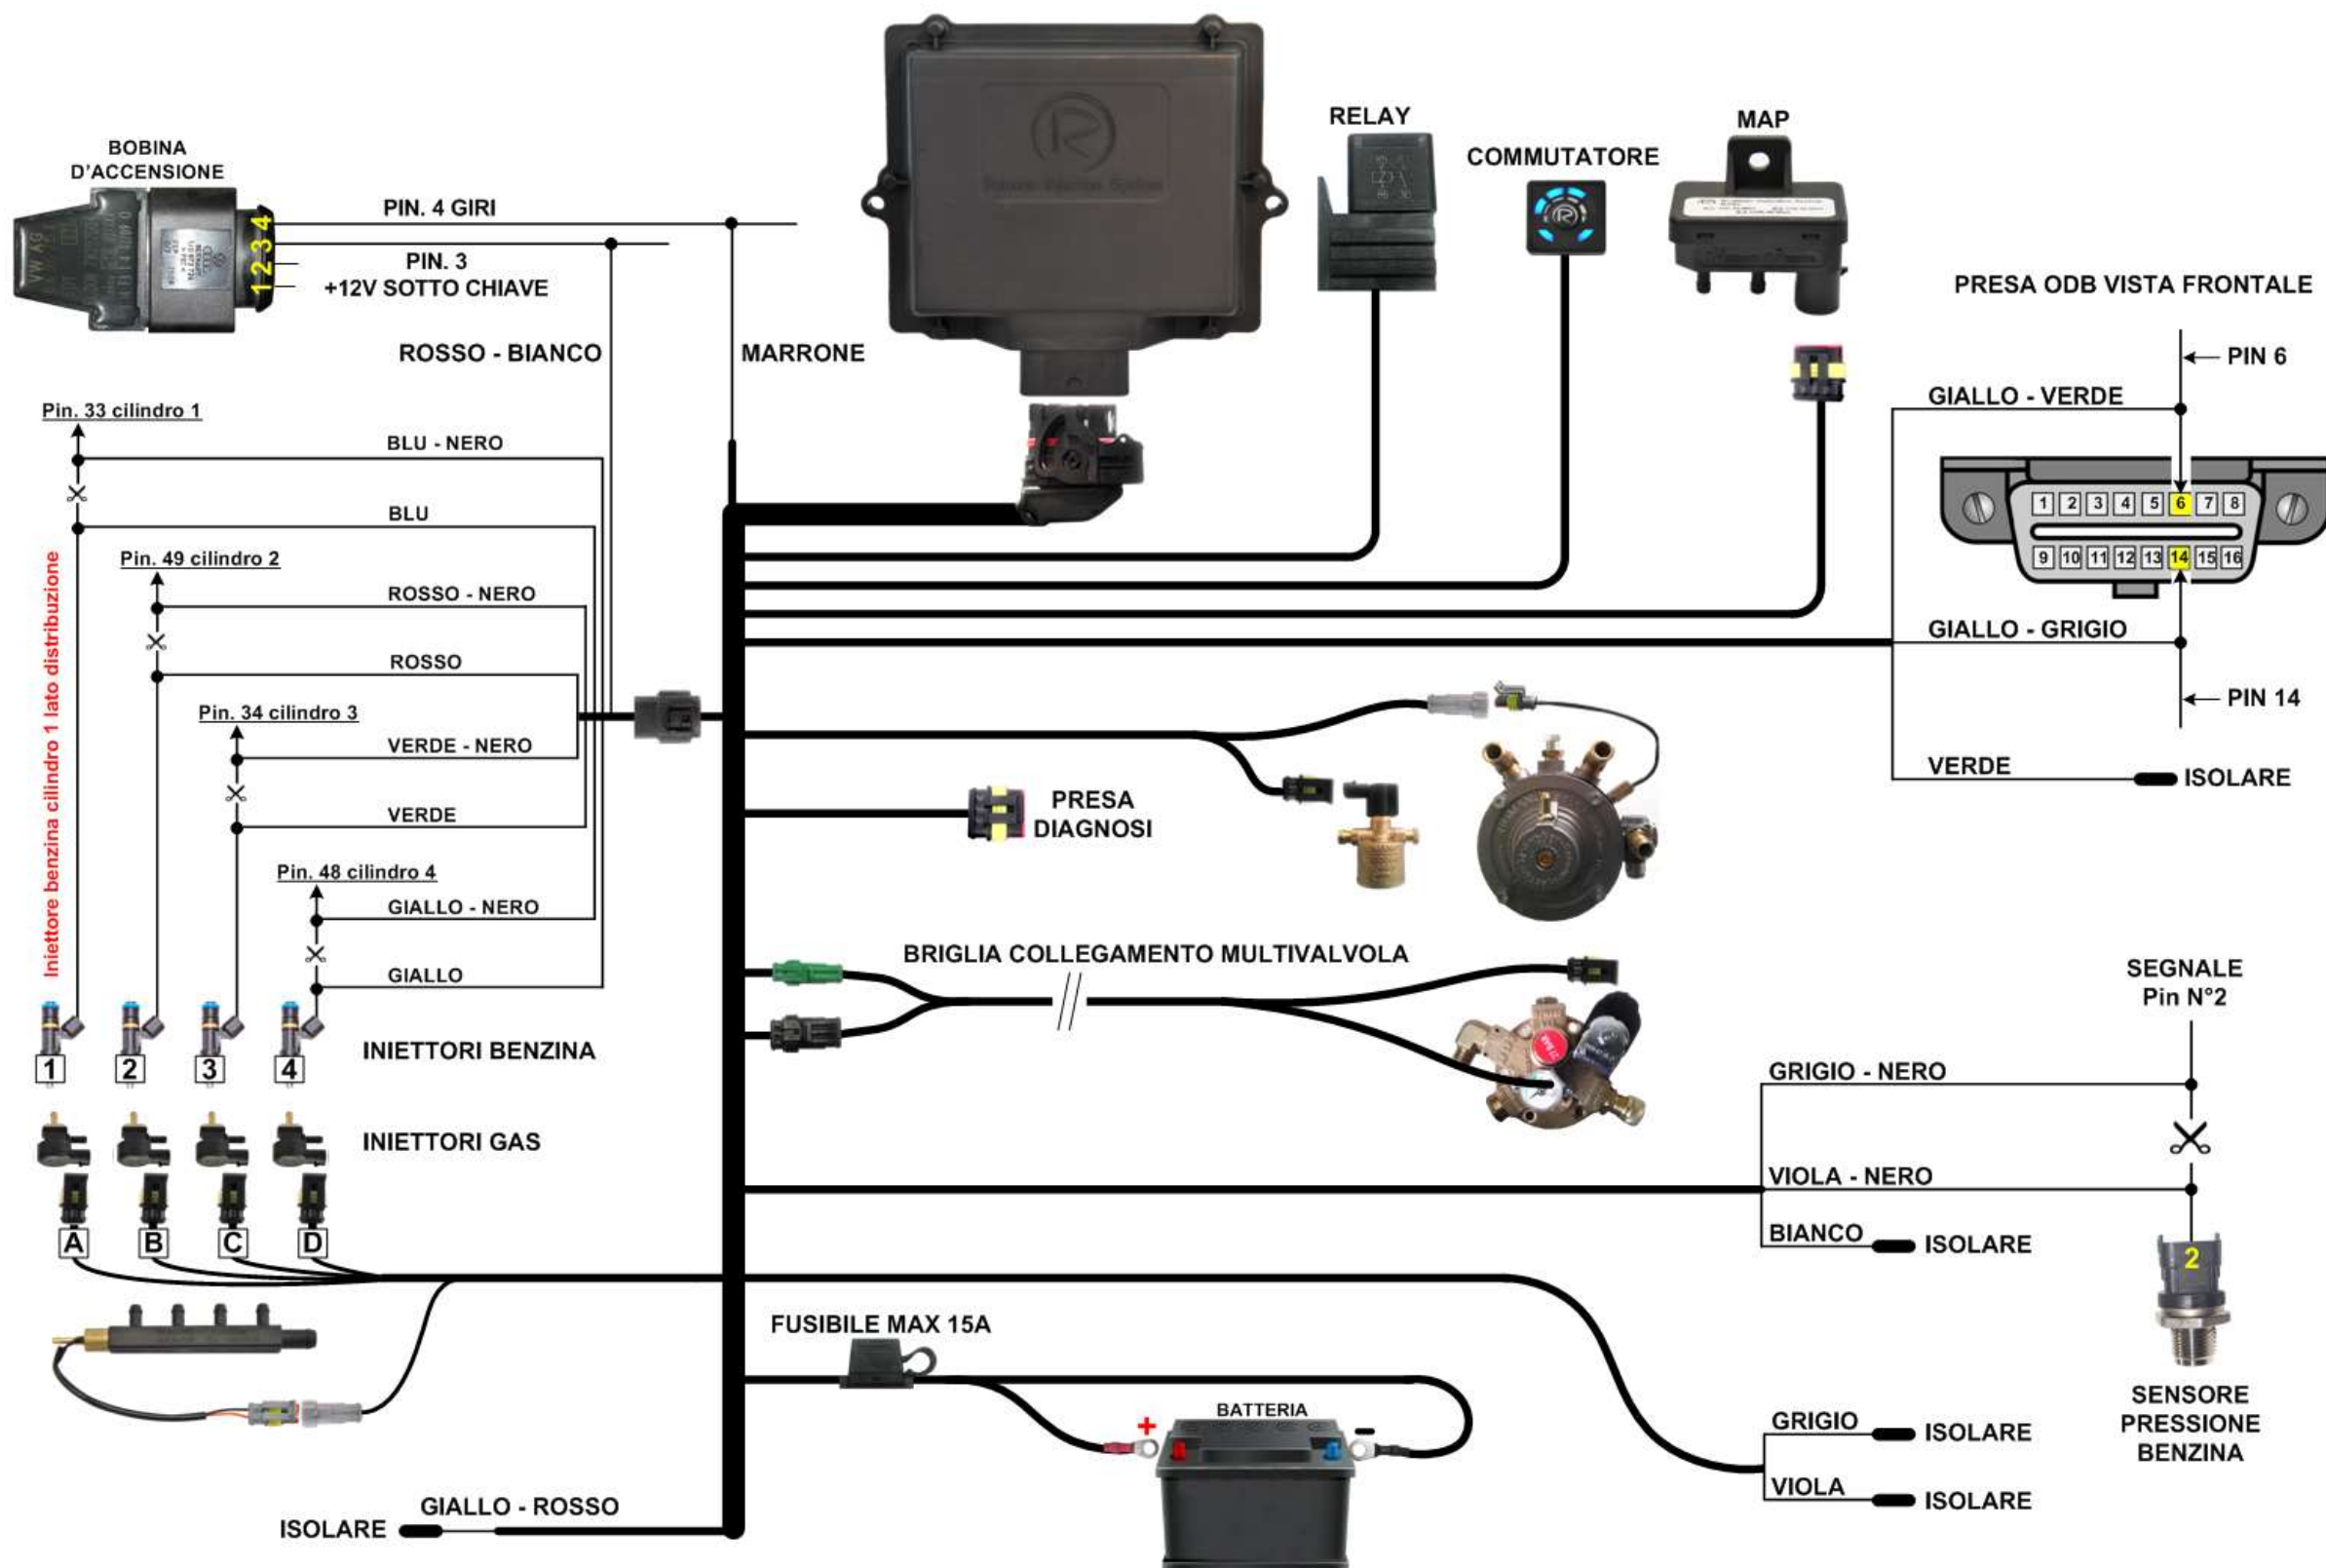 BOBINA
D'ACCENSIONE
4
3
2
1
VW AG
PIN. 4 GIRI
PIN. 3
+12V SOTTO CHIAVE
ROSSO - BIANCO
MARRONE
R
RELAY
COMMUTATORE
R
MAP
PRESA ODB VISTA FRONTALE
PIN 6
GIALLO - VERDE
1 2 3 4 5 6 7 8
9 10 11 12 13 14 15 16
GIALLO - GRIGIO
PIN 14
VERDE
ISOLARE
Pin. 33 cilindro 1
BLU - NERO
BLU
Iniettore benzina cilindro 1 lato distribuzione
Pin. 49 cilindro 2
ROSSO - NERO
ROSSO
Pin. 34 cilindro 3
VERDE - NERO
VERDE
Pin. 48 cilindro 4
GIALLO - NERO
GIALLO
1 2 3 4
INIETTORI BENZINA
INIETTORI GAS
A B C D
PRESA
DIAGNOSI
BRIGLIA COLLEGAMENTO MULTIVALVOLA
SEGNALE
Pin N°2
GRIGIO - NERO
VIOLA - NERO
BIANCO
ISOLARE
2
SENSORE
PRESSIONE
BENZINA
FUSIBILE MAX 15A
BATTERIA
+ -
GRIGIO
ISOLARE
VIOLA
ISOLARE
GIALLO - ROSSO
ISOLARE